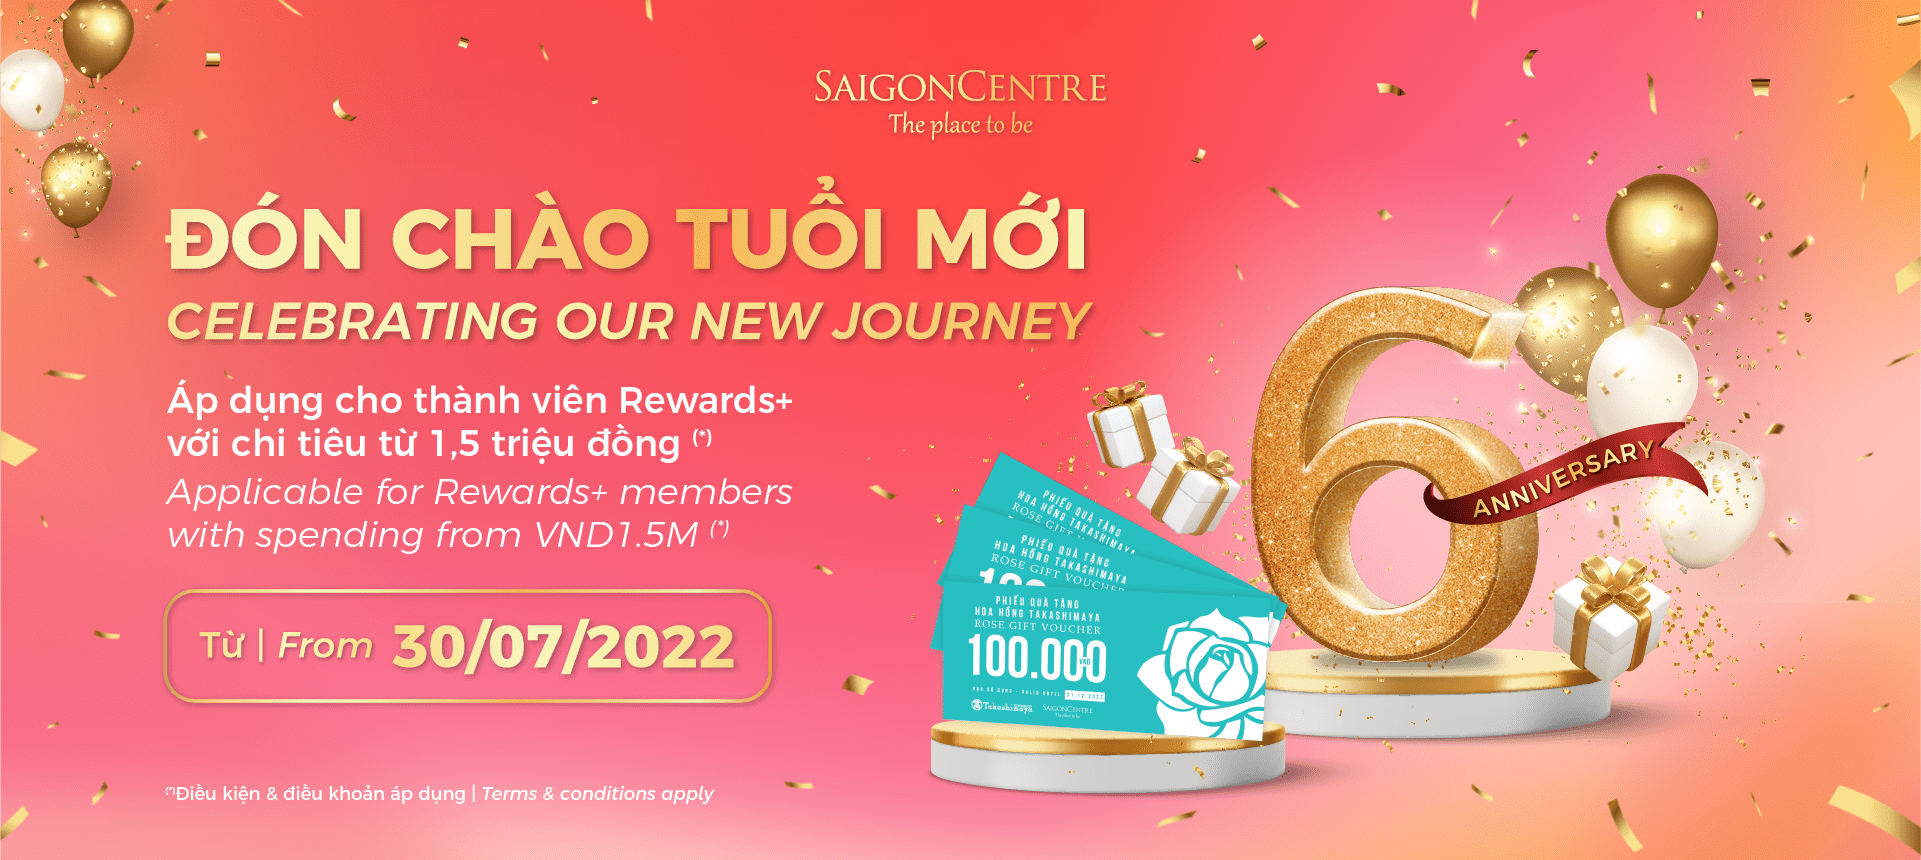 SAIGONCENTRE
The place to be
ĐÓN CHÀO TUỔI MỚI
CELEBRATING OUR NEW JOURNEY
Áp dụng cho thành viên Rewards+
với chi tiêu từ 1,5 triệu đồng (*)
Applicable for Rewards+ members
with spending from VND1.5M (*)
Từ | From 30/07/2022
(*)Điều kiện & điều khoản áp dụng | Terms & conditions apply
6
ANNIVERSARY
PHIẾU QUÀ TẶNG
HOA HỒNG TAKASHIMAYA
ROSE GIFT
PHIẾU QUÀ TẶNG
HOA HỒNG TAKASHIMAYA
ROSE GIFT VOUCHER
PHIẾU QUÀ TẶNG
HOA HỒNG TAKASHIMAYA
ROSE GIFT VOUCHER
100.000
VND
HẠN SỬ DỤNG - VALID UNTIL 31.12.2022
Takashimaya
SAIGONCENTRE
The place to be